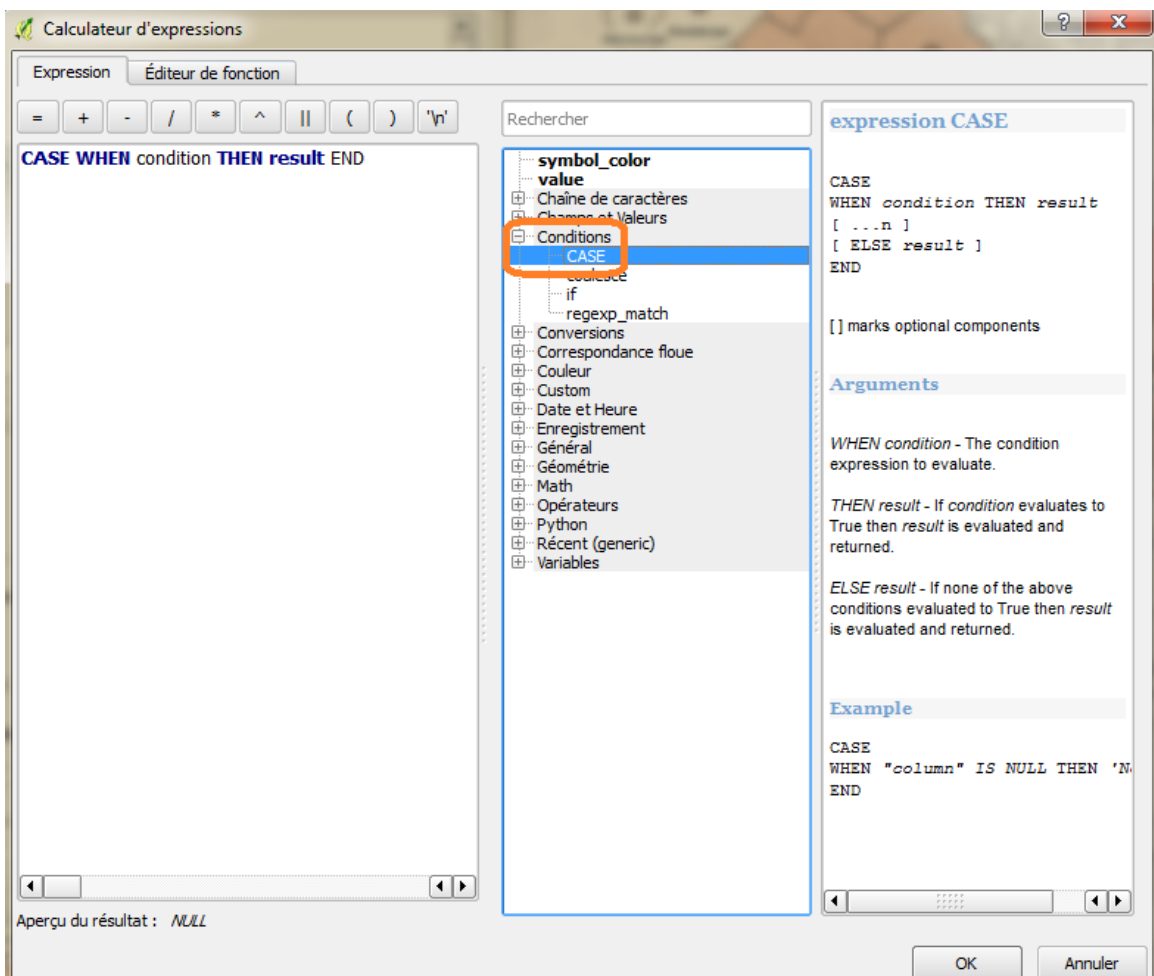 Calculateur d'expressions
?
X
Expression
Éditeur de fonction
= + - / * ^ || ( ) '\n'
CASE WHEN condition THEN result END
Aperçu du résultat : NULL
Rechercher
symbol_color
value
Chaîne de caractères
Champs et Valeurs
Conditions
CASE
coalesce
if
regexp_match
Conversions
Correspondance floue
Couleur
Custom
Date et Heure
Enregistrement
Général
Géométrie
Math
Opérateurs
Python
Récent (generic)
Variables
expression CASE
CASE
WHEN condition THEN result
[ ...n ]
[ ELSE result ]
END
[ ] marks optional components
Arguments
WHEN condition - The condition
expression to evaluate.
THEN result - If condition evaluates to
True then result is evaluated and
returned.
ELSE result - If none of the above
conditions evaluated to True then result
is evaluated and returned.
Example
CASE
WHEN "column" IS NULL THEN
END
OK
Annuler